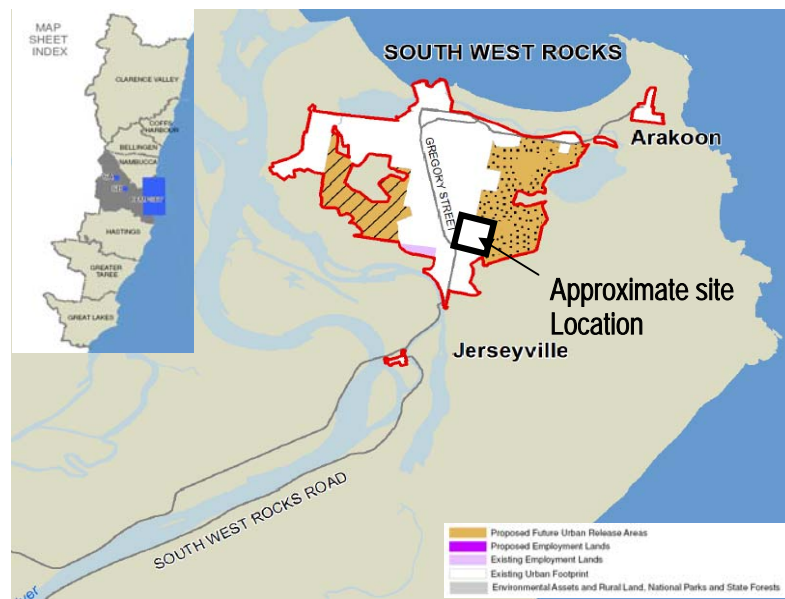 MAP
SHEET
INDEX
CLARENCE VALLEY
COFFS
HARBOUR
BELLINGEN
NAMBUCCA
HASTINGS
GREATER
TAREE
GREAT LAKES
SOUTH WEST ROCKS
Arakoon
GREGORY STREET
Approximate site
Location
Jerseyville
SOUTH WEST ROCKS ROAD
Proposed Future Urban Release Areas
Proposed Employment Lands
Existing Employment Lands
Existing Urban Footprint
Environmental Assets and Rural Land, National Parks and State Forests